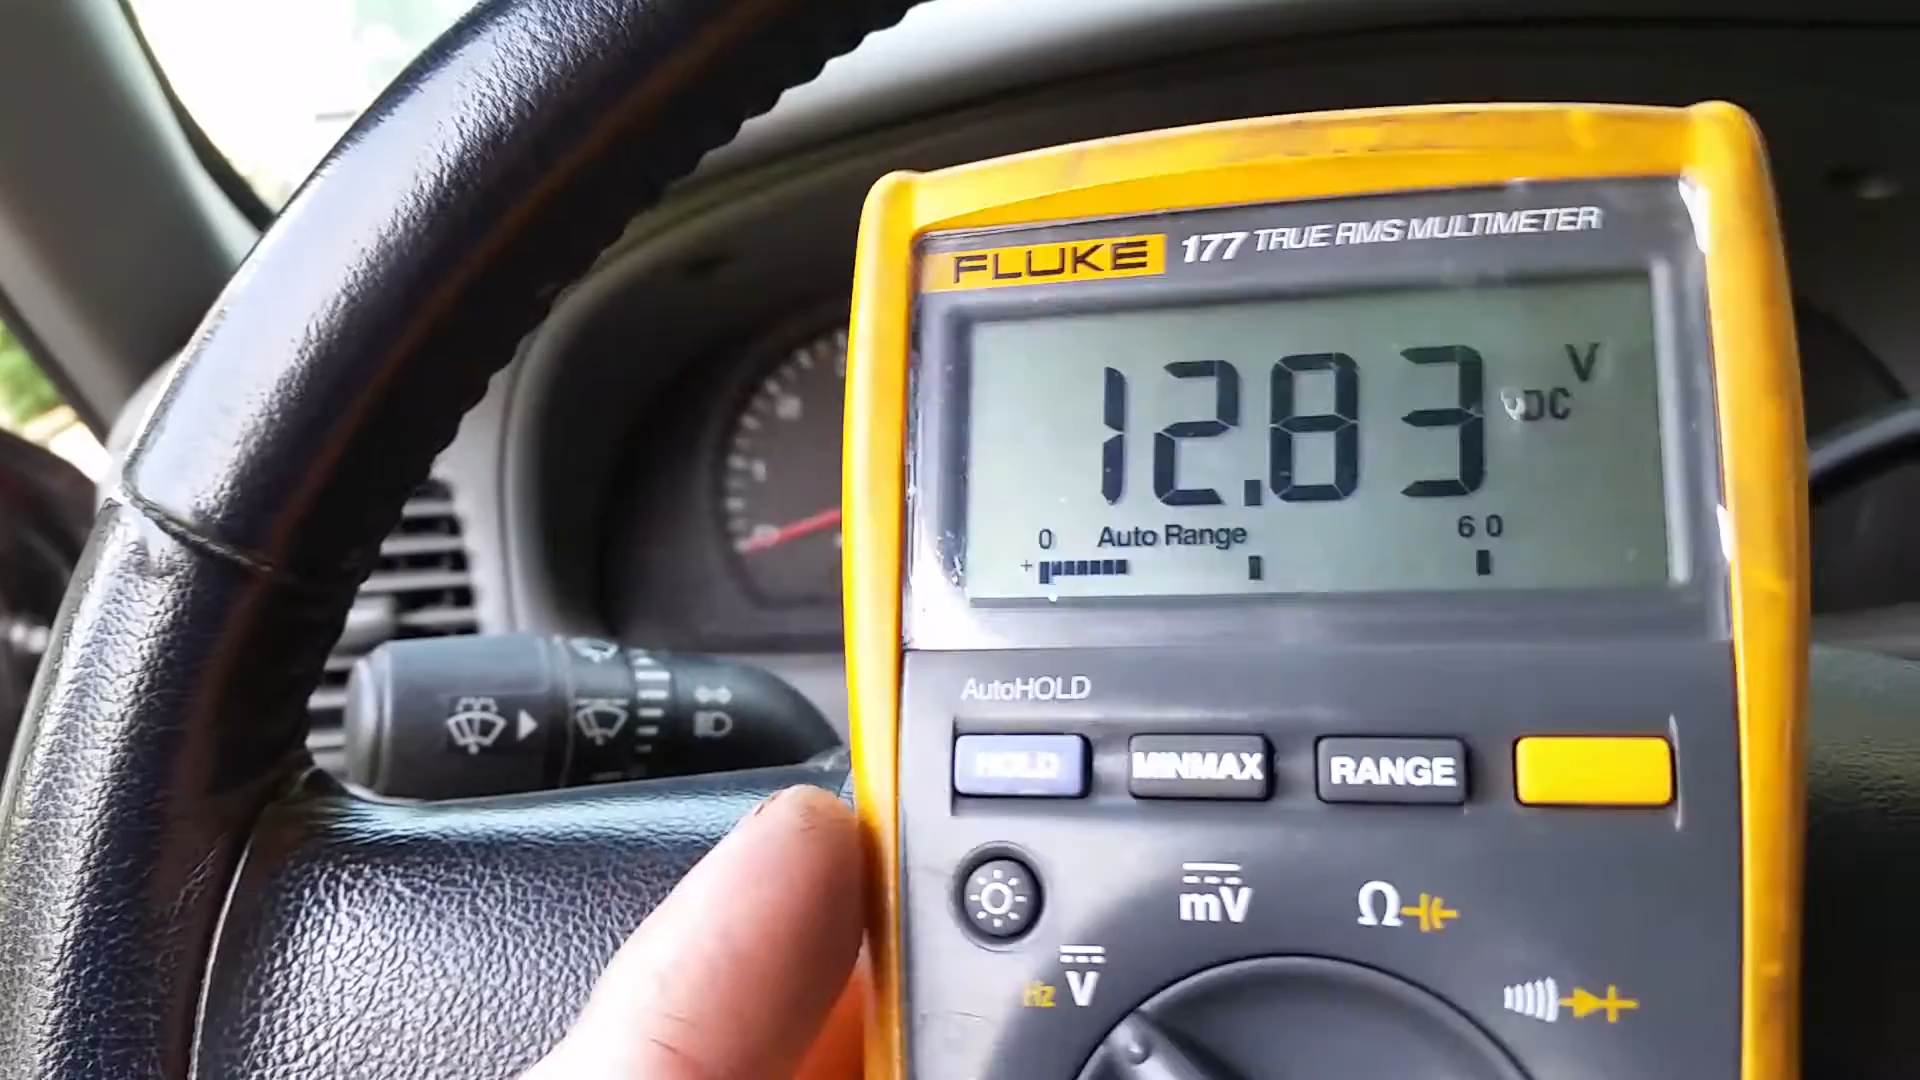 FLUKE 177 TRUE RMS MULTIMETER
12.83 V DC
0 Auto Range 60
+
AutoHOLD
HOLD MINMAX RANGE
mV Ω
Hz V